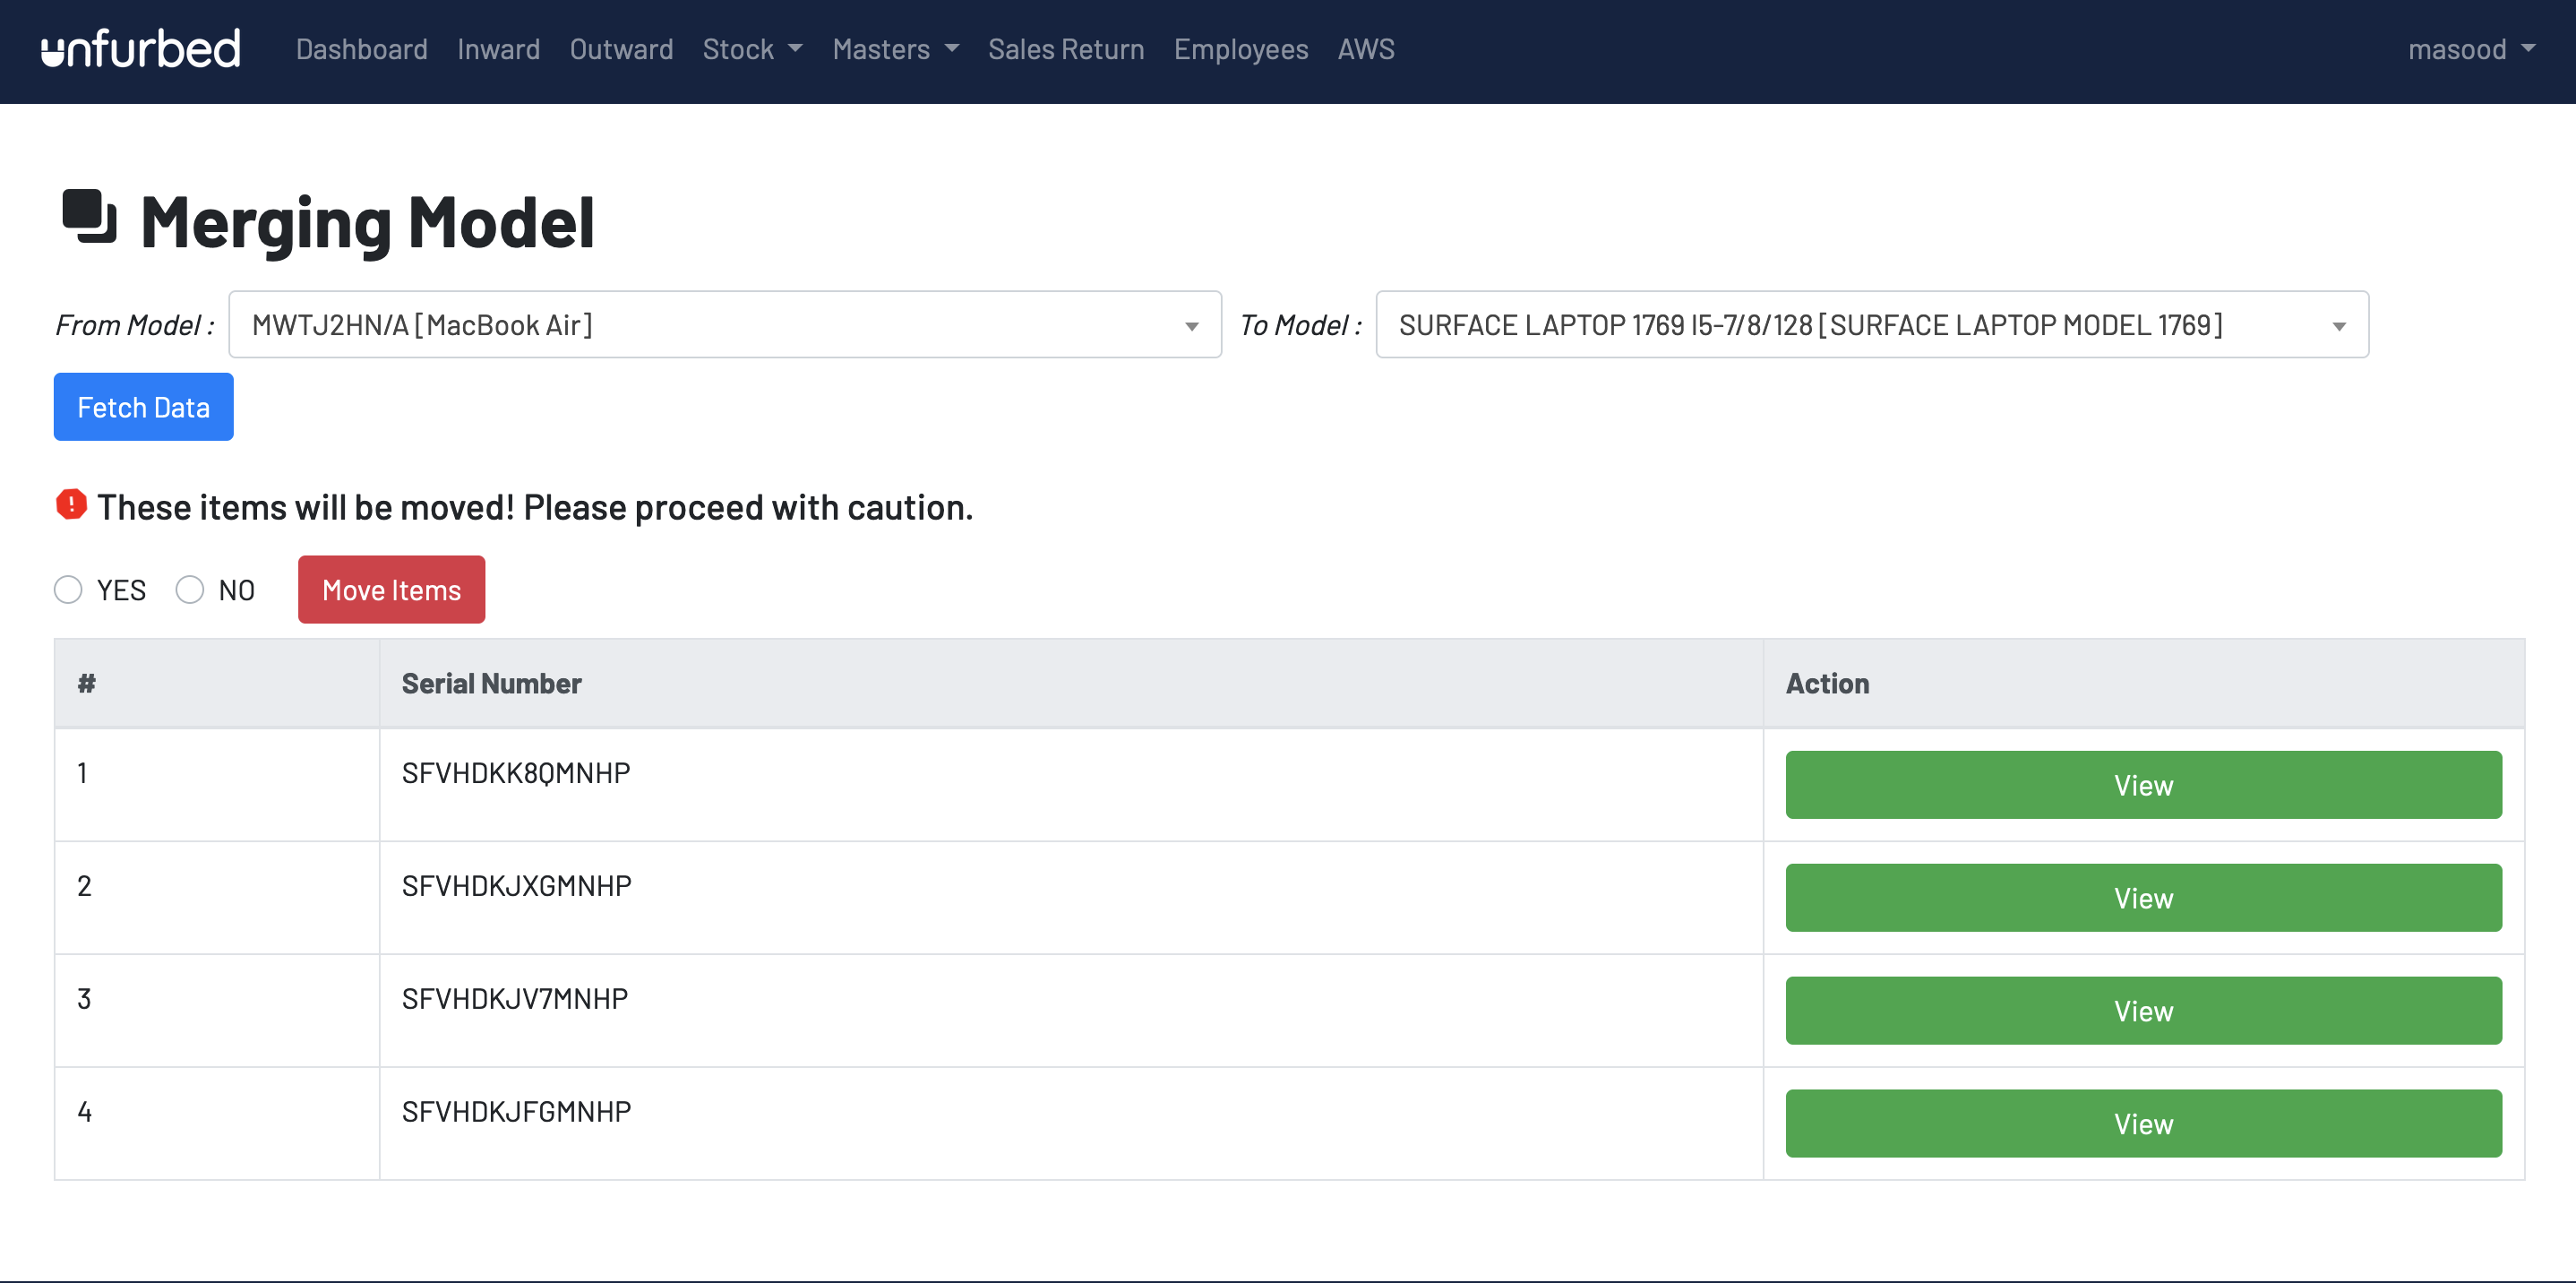 unfurbed Dashboard Inward Outward Stock Masters Sales Return Employees AWS masood
Merging Model
From Model : MWTJ2HN/A [MacBook Air] To Model : SURFACE LAPTOP 1769 I5-7/8/128 [SURFACE LAPTOP MODEL 1769]
Fetch Data
These items will be moved! Please proceed with caution.
YES NO Move Items
# Serial Number Action
1 SFVHDKK8QMNHP View
2 SFVHDKJXGMNHP View
3 SFVHDKJV7MNHP View
4 SFVHDKJFGMNHP View